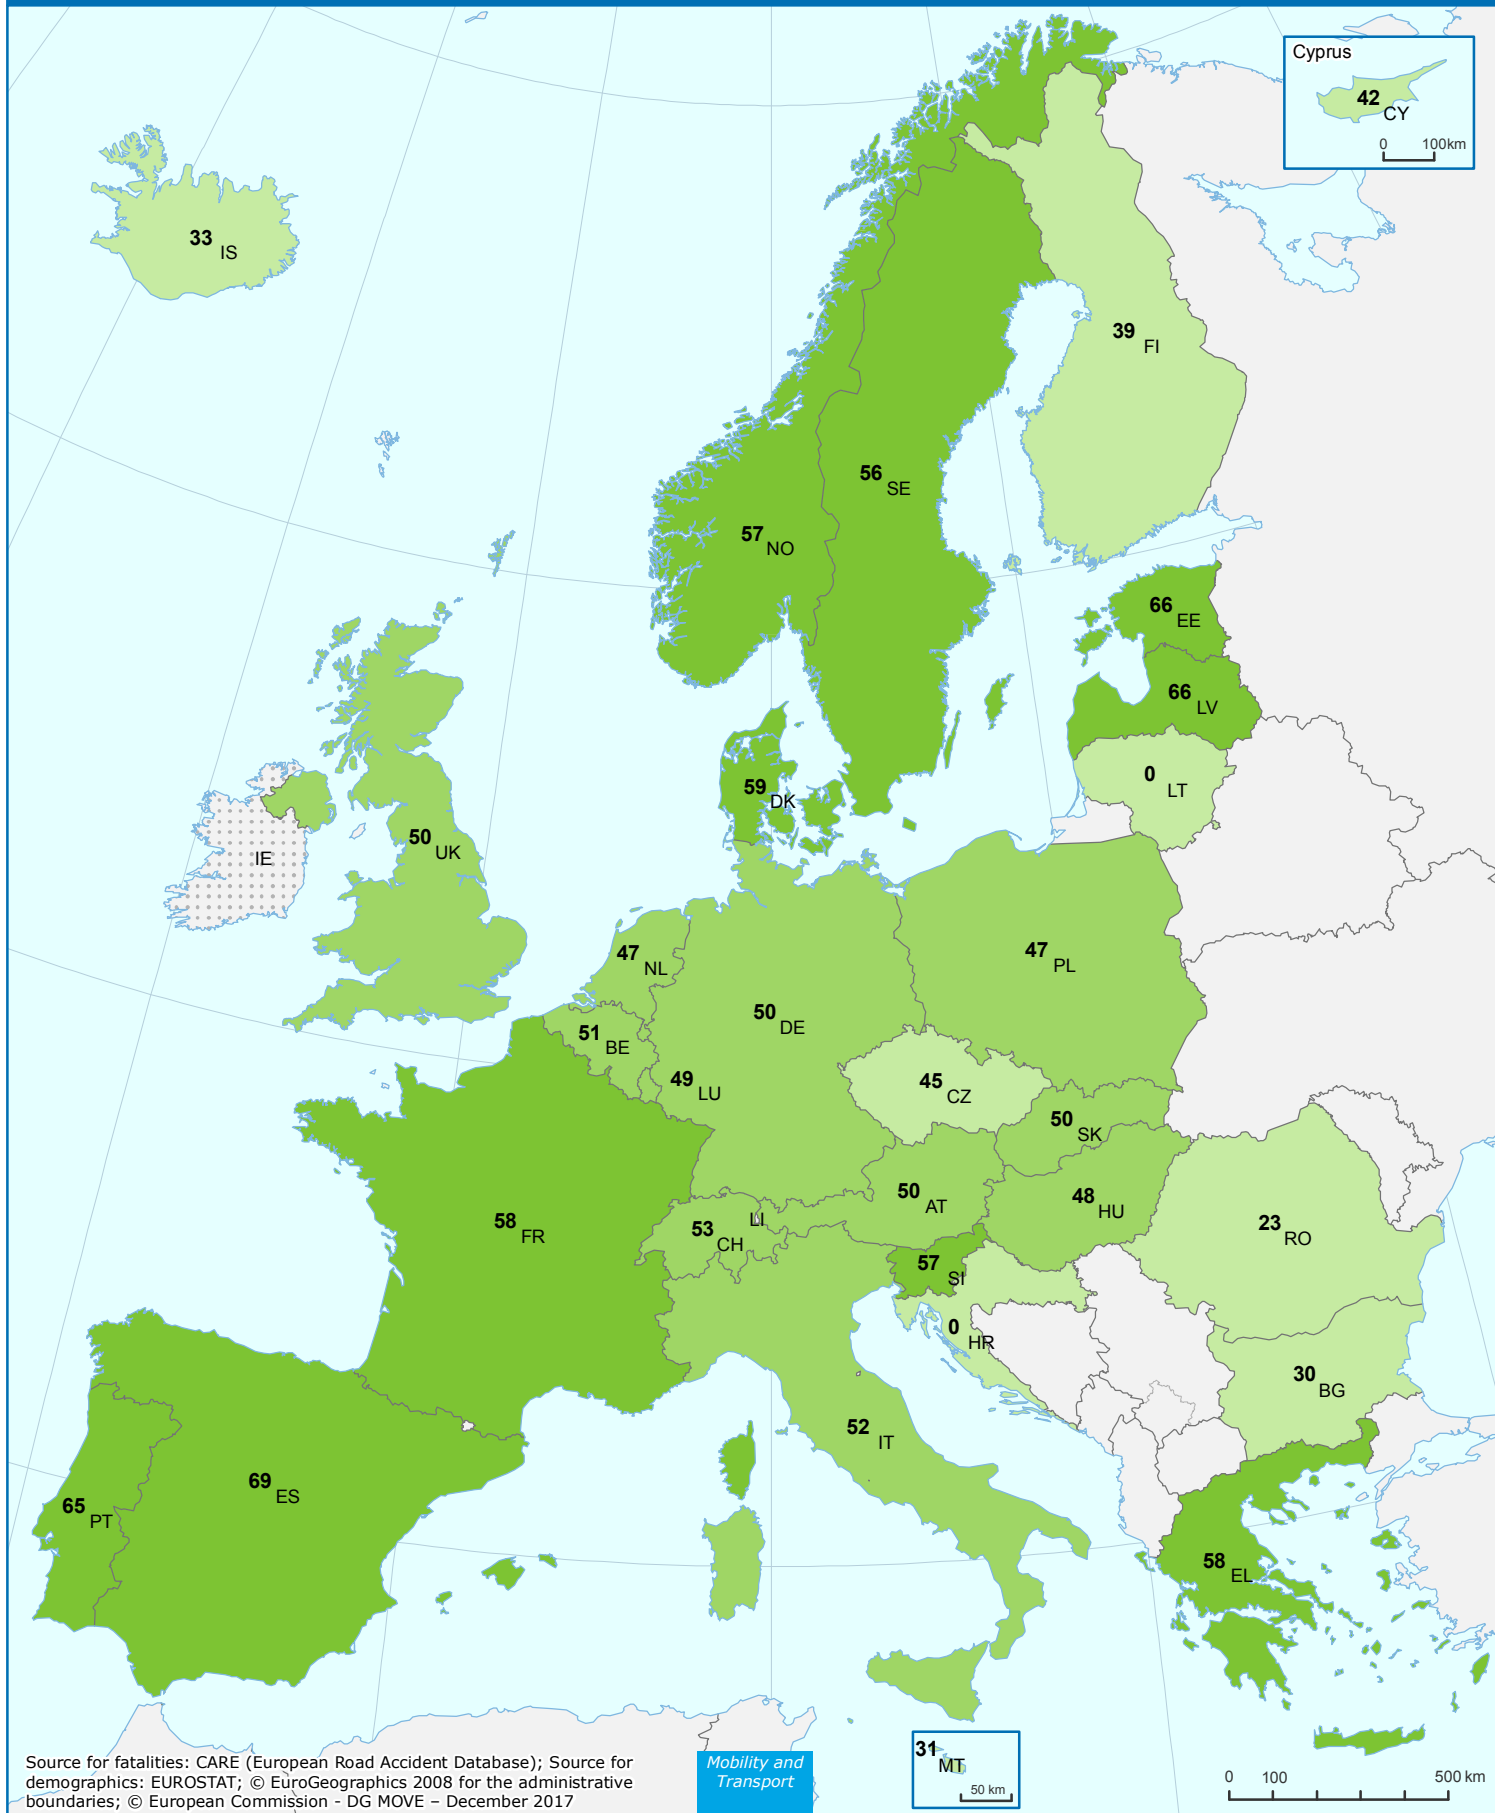 Cyprus
42
CY
0 100km
33
IS
39
FI
56
SE
57
NO
66
EE
66
LV
0
LT
59
DK
50
UK
IE
47
NL
47
PL
50
DE
51
BE
49
LU
45
CZ
50
SK
50
AT
48
HU
23
RO
58
FR
53
CH
LI
57
SI
0
HR
30
BG
52
IT
69
ES
65
PT
58
EL
31
MT
50 km
Source for fatalities: CARE (European Road Accident Database); Source for
demographics: EUROSTAT; © EuroGeographics 2008 for the administrative
boundaries; © European Commission - DG MOVE – December 2017
Mobility and
Transport
0 100 500 km